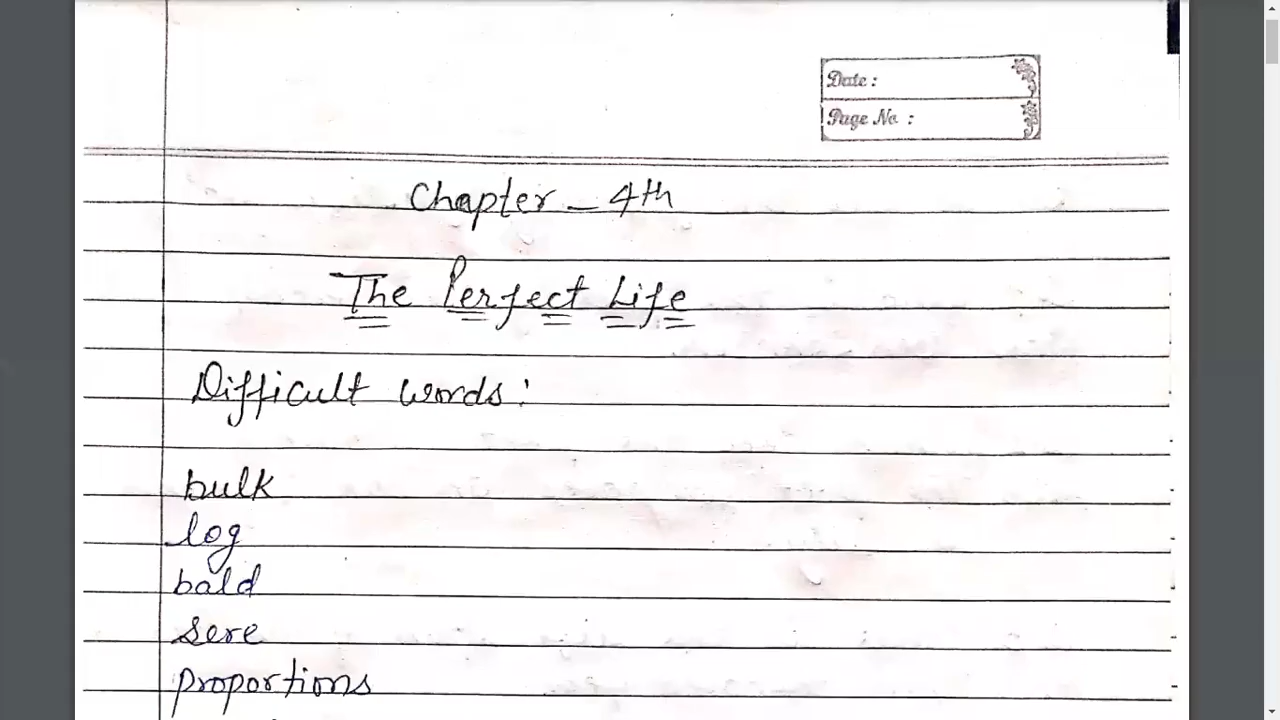 Date :
Page No :
Chapter - 4th
The Perfect Life
Difficult words :
bulk
log
bald
sere
proportions